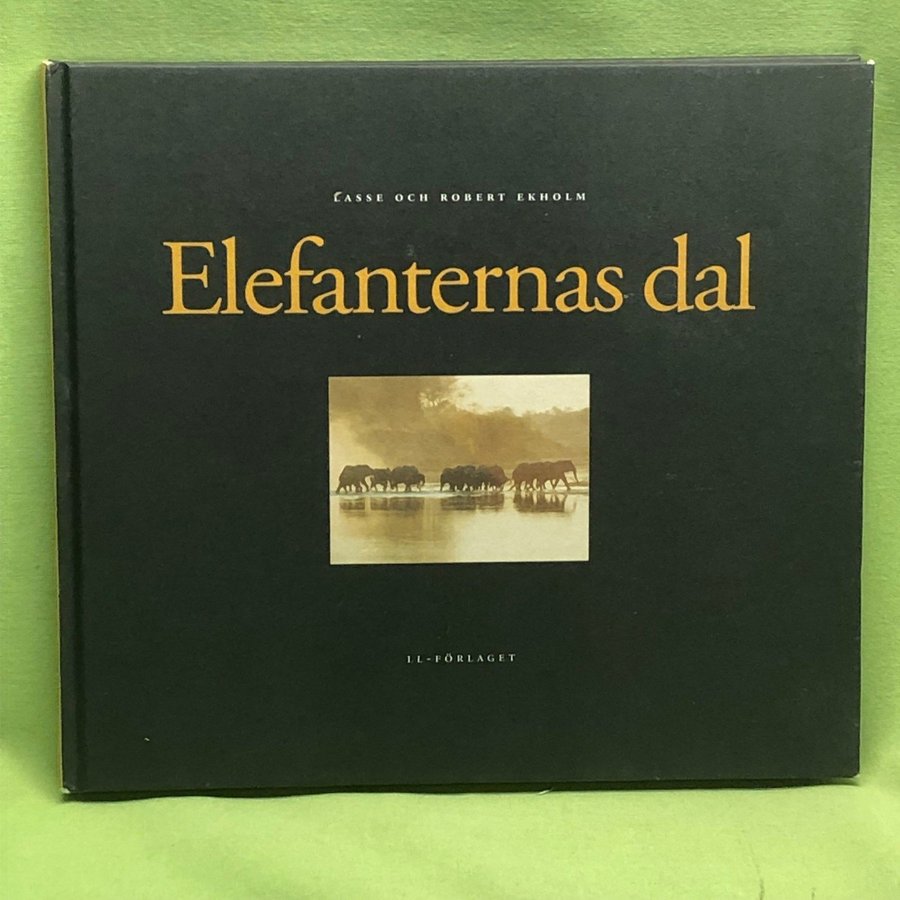 LASSE OCH ROBERT EKHOLM
Elefanternas dal
LL-FÖRLAGET